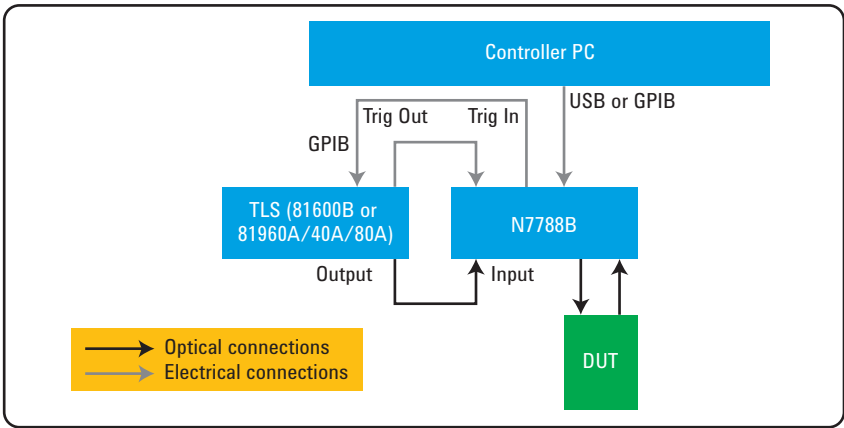 Controller PC
USB or GPIB
Trig Out
Trig In
GPIB
TLS (81600B or
81960A/40A/80A)
N7788B
Output
Input
Optical connections
Electrical connections
DUT